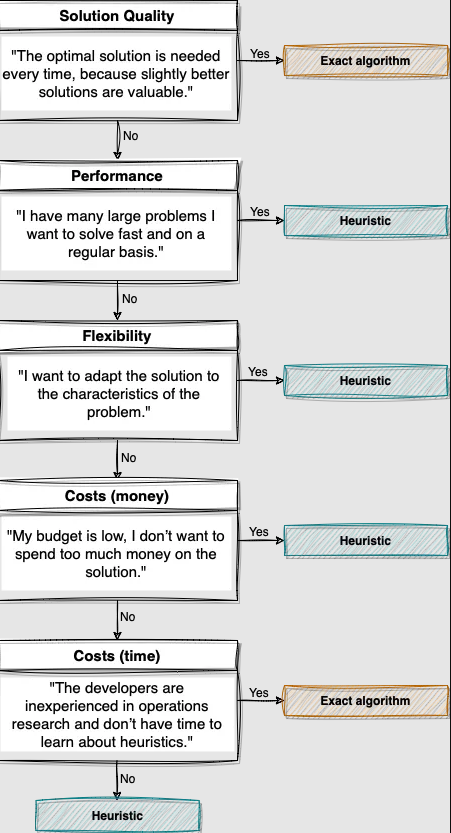 Solution Quality
"The optimal solution is needed
every time, because slightly better
solutions are valuable."
Yes
Exact algorithm
No
Performance
"I have many large problems I
want to solve fast and on a
regular basis."
Yes
Heuristic
No
Flexibility
"I want to adapt the solution to
the characteristics of the
problem."
Yes
Heuristic
No
Costs (money)
"My budget is low, I don't want to
spend too much money on the
solution."
Yes
Heuristic
No
Costs (time)
"The developers are
inexperienced in operations
research and don't have time to
learn about heuristics."
Yes
Exact algorithm
No
Heuristic